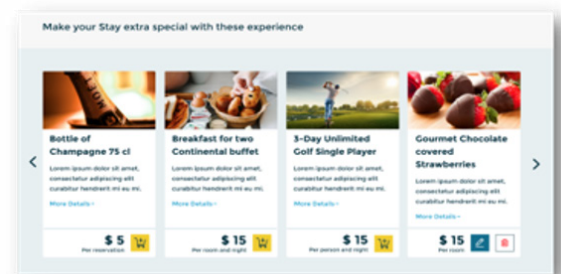 Make your Stay extra special with these experience
Bottle of
Champagne 75 cl
Lorem ipsum dolor sit amet,
consectetur adipiscing elit
curabitur hendrerit mi eu mi.
More Details
$ 5
Per reservation
Breakfast for two
Continental buffet
Lorem ipsum dolor sit amet,
consectetur adipiscing elit
curabitur hendrerit mi eu mi.
More Details
$ 15
Per room and night
3-Day Unlimited
Golf Single Player
Lorem ipsum dolor sit amet,
consectetur adipiscing elit
curabitur hendrerit mi eu mi.
More Details
$ 15
Per person and night
Gourmet Chocolate
covered
Strawberries
Lorem ipsum dolor sit amet,
consectetur adipiscing elit
curabitur hendrerit mi eu mi.
More Details
$ 15
Per room